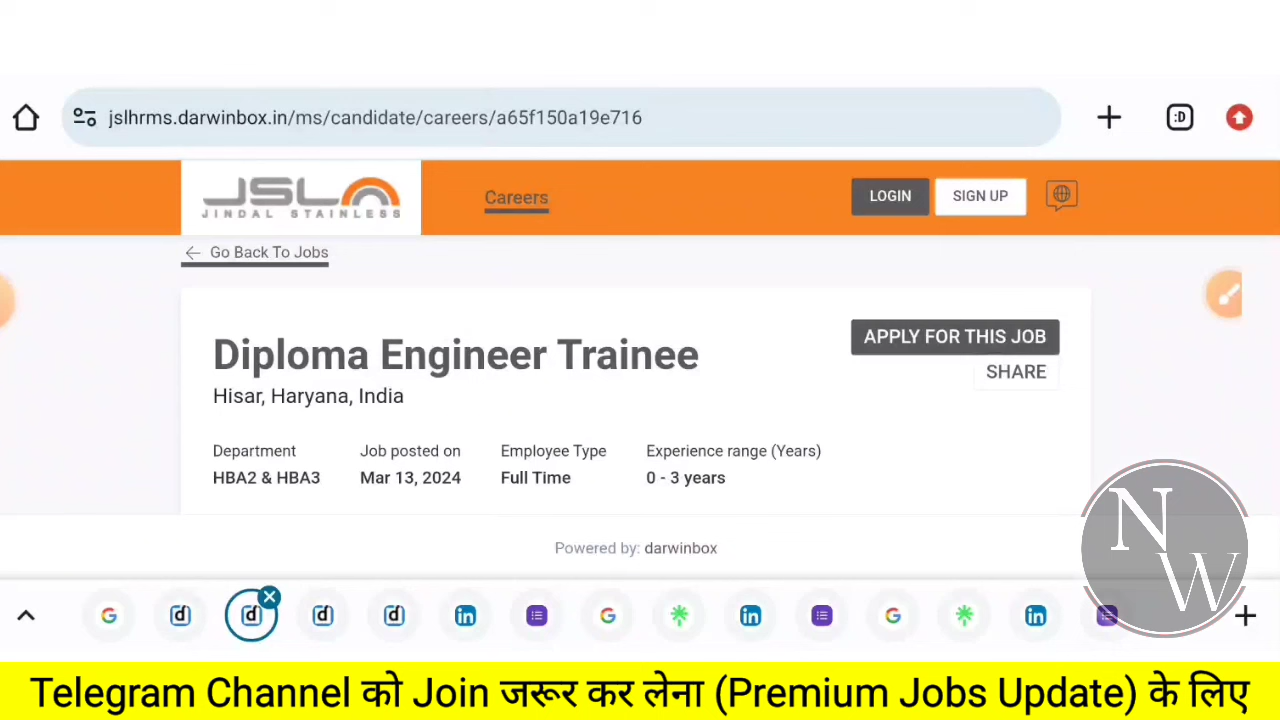 jslhrms.darwinbox.in/ms/candidate/careers/a65f150a19e716
:D
JSL
JINDAL STAINLESS
Careers
LOGIN
SIGN UP
Go Back To Jobs
Diploma Engineer Trainee
APPLY FOR THIS JOB
Hisar, Haryana, India
SHARE
Department
Job posted on
Employee Type
Experience range (Years)
HBA2 & HBA3
Mar 13, 2024
Full Time
0 - 3 years
Powered by: darwinbox
NW
Telegram Channel को Join जरूर कर लेना (Premium Jobs Update) के लिए